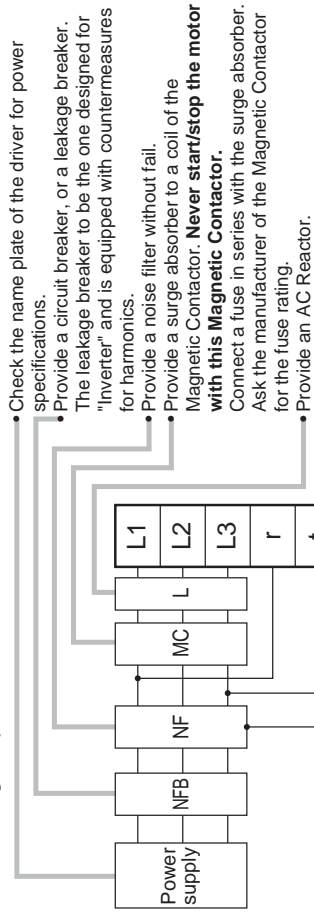 • Check the name plate of the driver for power
specifications.
• Provide a circuit breaker, or a leakage breaker.
The leakage breaker to be the one designed for
"Inverter" and is equipped with countermeasures
for harmonics.
• Provide a noise filter without fail.
• Provide a surge absorber to a coil of the
Magnetic Contactor. Never start/stop the motor
with this Magnetic Contactor.
Connect a fuse in series with the surge absorber.
Ask the manufacturer of the Magnetic Contactor
for the fuse rating.
• Provide an AC Reactor.
Power
supply
NFB
NF
MC
L
L1
L2
L3
r